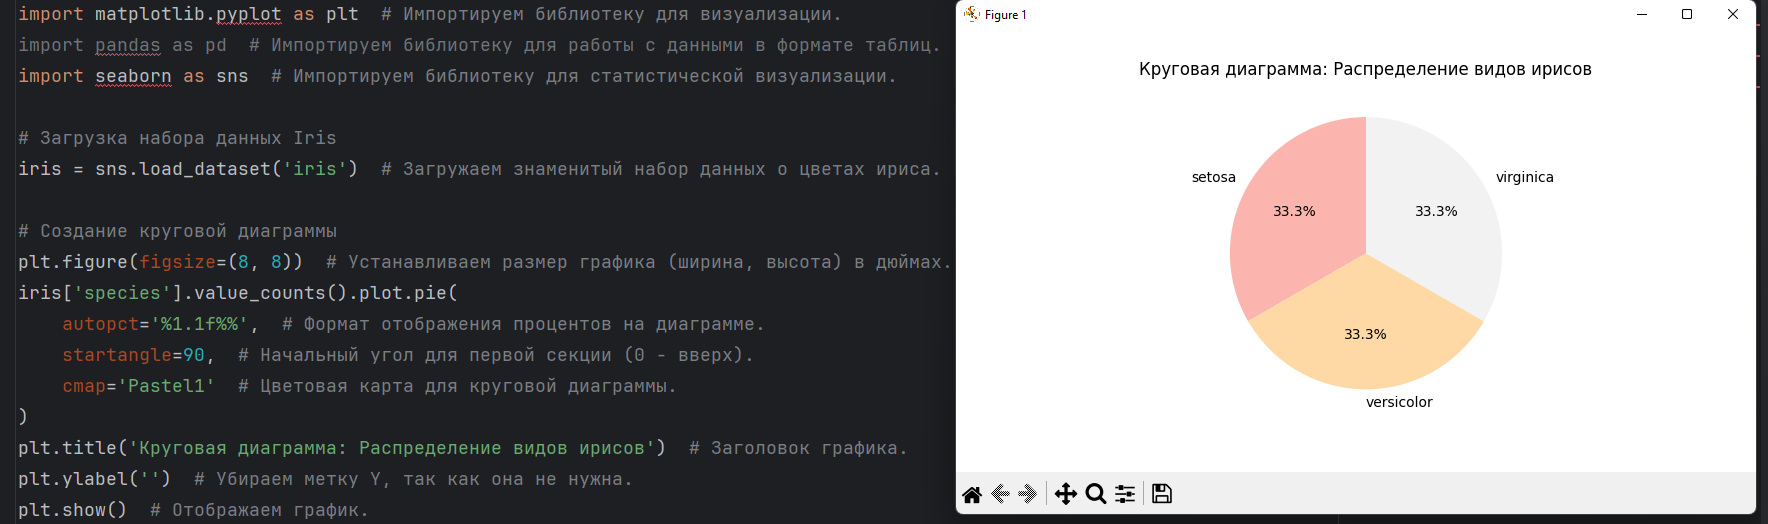 import matplotlib.pyplot as plt  # Импортируем библиотеку для визуализации.
import pandas as pd  # Импортируем библиотеку для работы с данными в формате таблиц.
import seaborn as sns  # Импортируем библиотеку для статистической визуализации.
# Загрузка набора данных Iris
iris = sns.load_dataset('iris')  # Загружаем знаменитый набор данных о цветах ириса.
# Создание круговой диаграммы
plt.figure(figsize=(8, 8))  # Устанавливаем размер графика (ширина, высота) в дюймах.
iris['species'].value_counts().plot.pie(
    autopct='%1.1f%%',  # Формат отображения процентов на диаграмме.
    startangle=90,  # Начальный угол для первой секции (0 - вверх).
    cmap='Pastel1'  # Цветовая карта для круговой диаграммы.
)
plt.title('Круговая диаграмма: Распределение видов ирисов')  # Заголовок графика.
plt.ylabel('')  # Убираем метку Y, так как она не нужна.
plt.show()  # Отображаем график.
Figure 1
Круговая диаграмма: Распределение видов ирисов
setosa
virginica
33.3%
33.3%
33.3%
versicolor